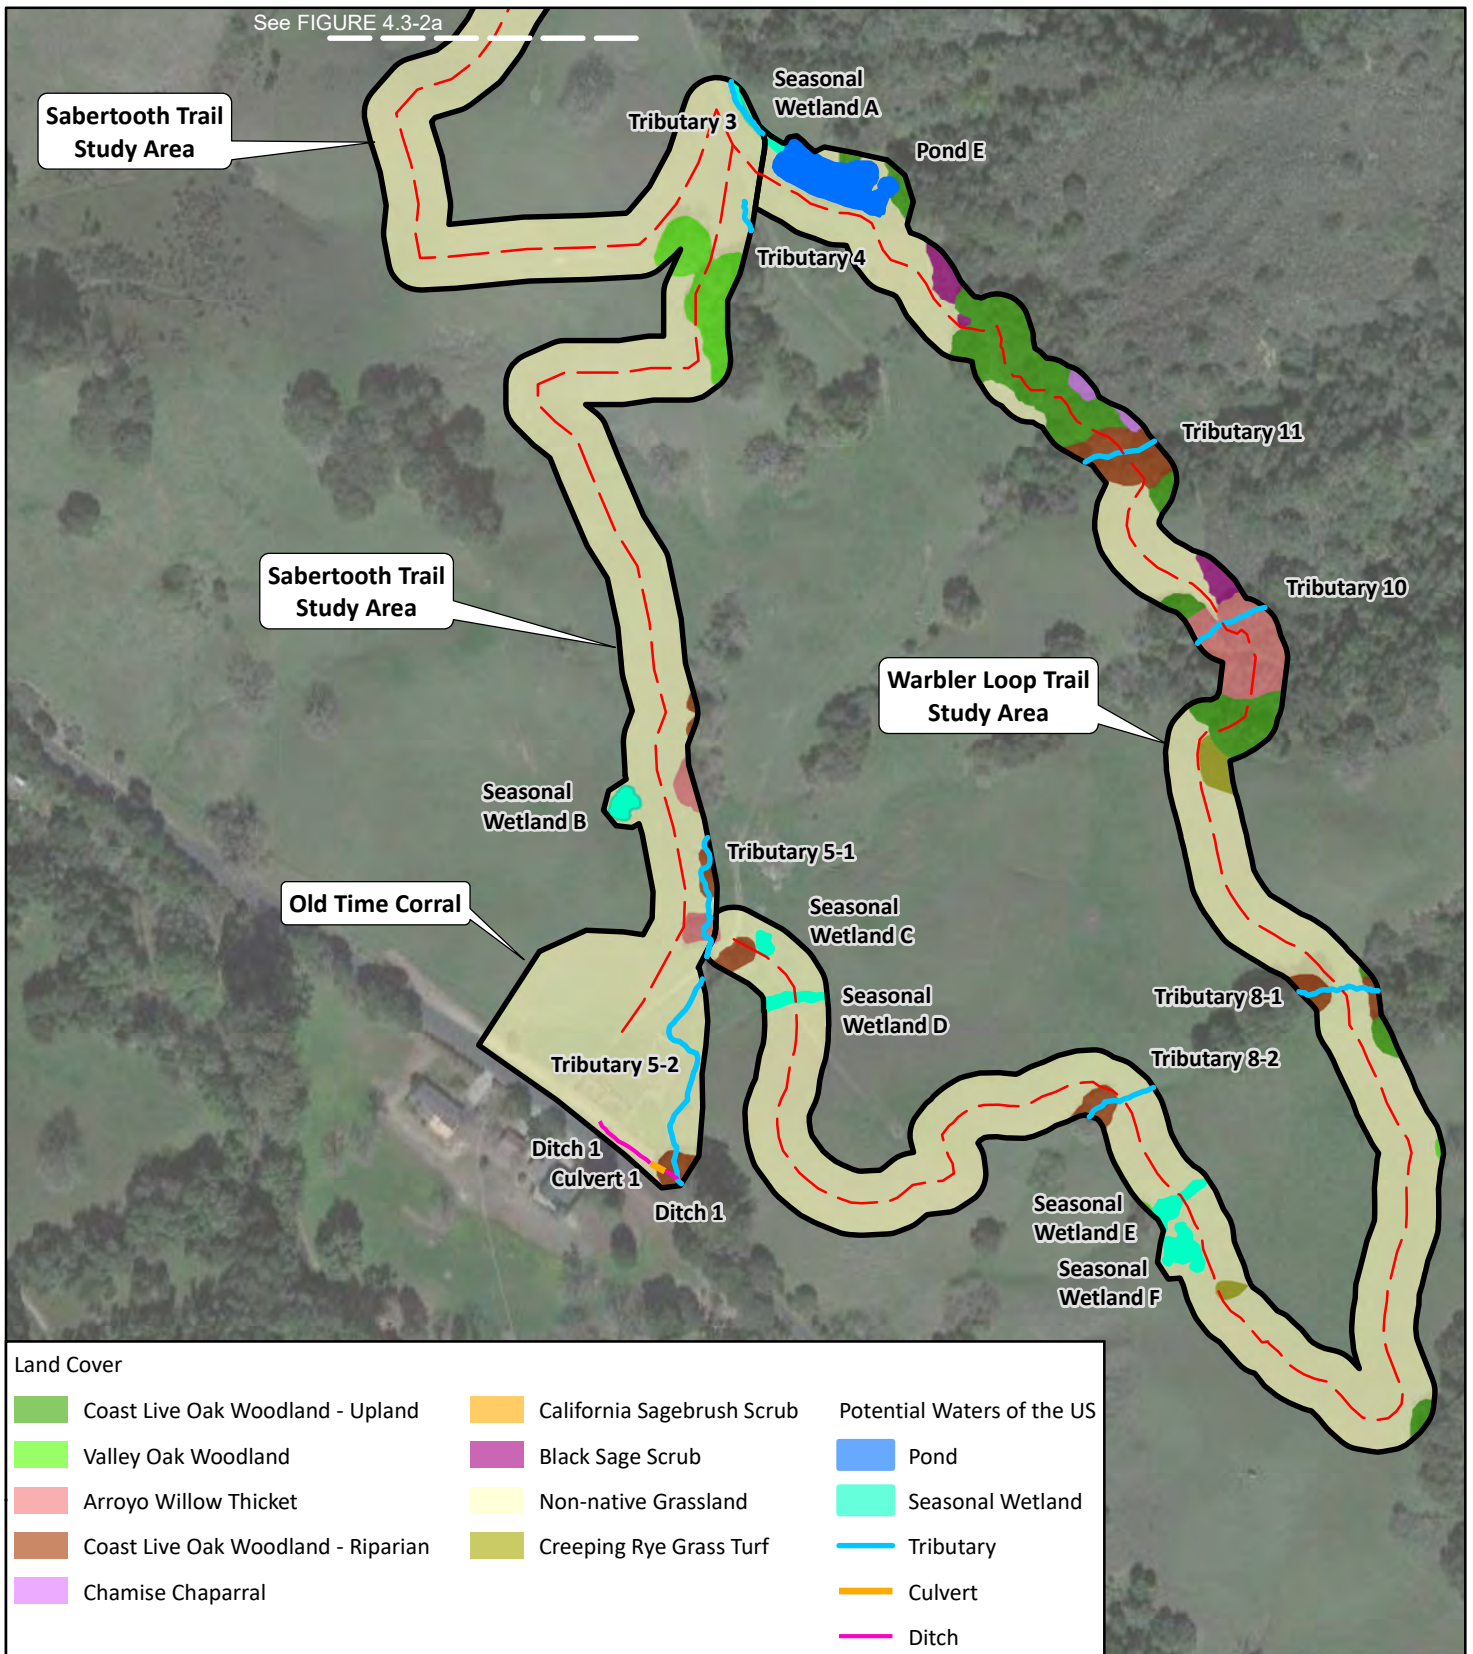 See FIGURE 4.3-2a
Seasonal
Wetland A
Sabertooth Trail
Study Area
Tributary 3
Pond E
Tributary 4
Tributary 11
Sabertooth Trail
Study Area
Tributary 10
Warbler Loop Trail
Study Area
Seasonal
Wetland B
Tributary 5-1
Old Time Corral
Seasonal
Wetland C
Seasonal
Wetland D
Tributary 8-1
Tributary 5-2
Tributary 8-2
Ditch 1
Culvert 1
Ditch 1
Seasonal
Wetland E
Seasonal
Wetland F
Land Cover
Coast Live Oak Woodland - Upland
Valley Oak Woodland
Arroyo Willow Thicket
Coast Live Oak Woodland - Riparian
Chamise Chaparral
California Sagebrush Scrub
Black Sage Scrub
Non-native Grassland
Creeping Rye Grass Turf
Potential Waters of the US
Pond
Seasonal Wetland
Tributary
Culvert
Ditch